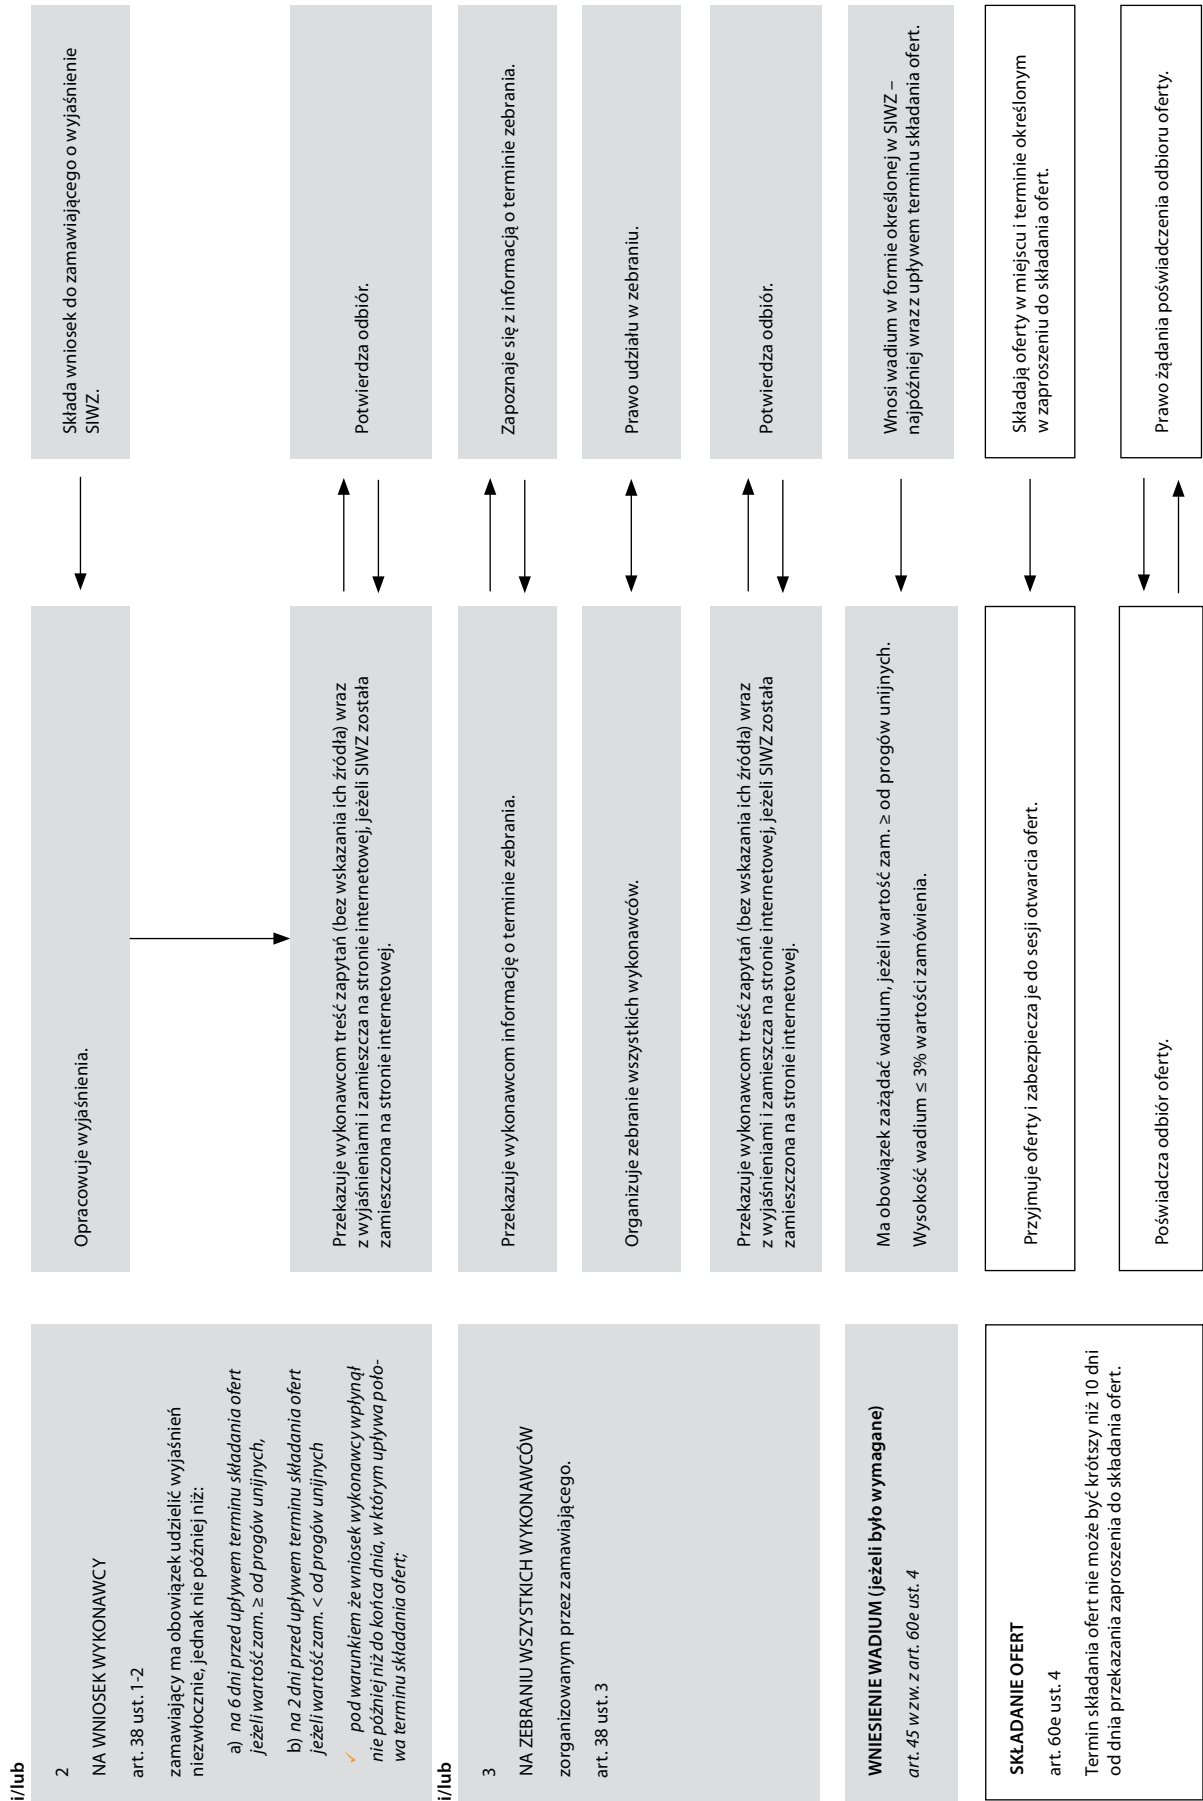 i/lub
2
NA WNIOSEK WYKONAWCY
art. 38 ust. 1-2
zamawiający ma obowiązek udzielić wyjaśnień
niezwłocznie, jednak nie później niż:
a) na 6 dni przed upływem terminu składania ofert
jeżeli wartość zam. ≥ od progów unijnych,
b) na 2 dni przed upływem terminu składania ofert
jeżeli wartość zam. < od progów unijnych
✓ pod warunkiem że wniosek wykonawcy wpłynął
nie później niż do końca dnia, w którym upływa poło-
wa terminu składania ofert;
Opracowuje wyjaśnienia.
Składa wniosek do zamawiającego o wyjaśnienie
SIWZ.
Przekazuje wykonawcom treść zapytań (bez wskazania ich źródła) wraz
z wyjaśnieniami i zamieszcza na stronie internetowej, jeżeli SIWZ została
zamieszczona na stronie internetowej.
Potwierdza odbiór.
i/lub
3
NA ZEBRANIU WSZYSTKICH WYKONAWCÓW
zorganizowanym przez zamawiającego.
art. 38 ust. 3
Przekazuje wykonawcom informację o terminie zebrania.
Zapoznaje się z informacją o terminie zebrania.
Organizuje zebranie wszystkich wykonawców.
Prawo udziału w zebraniu.
Przekazuje wykonawcom treść zapytań (bez wskazania ich źródła) wraz
z wyjaśnieniami i zamieszcza na stronie internetowej, jeżeli SIWZ została
zamieszczona na stronie internetowej.
Potwierdza odbiór.
WNIESIENIE WADIUM (jeżeli było wymagane)
art. 45 w zw. z art. 60e ust. 4
Ma obowiązek zażądać wadium, jeżeli wartość zam. ≥ od progów unijnych.
Wysokość wadium ≤ 3% wartości zamówienia.
Wnosi wadium w formie określonej w SIWZ –
najpóźniej wraz z upływem terminu składania ofert.
SKŁADANIE OFERT
art. 60e ust. 4
Termin składania ofert nie może być krótszy niż 10 dni
od dnia przekazania zaproszenia do składania ofert.
Przyjmuje oferty i zabezpiecza je do sesji otwarcia ofert.
Składają oferty w miejscu i terminie określonym
w zaproszeniu do składania ofert.
Poświadcza odbiór oferty.
Prawo żądania poświadczenia odbioru oferty.